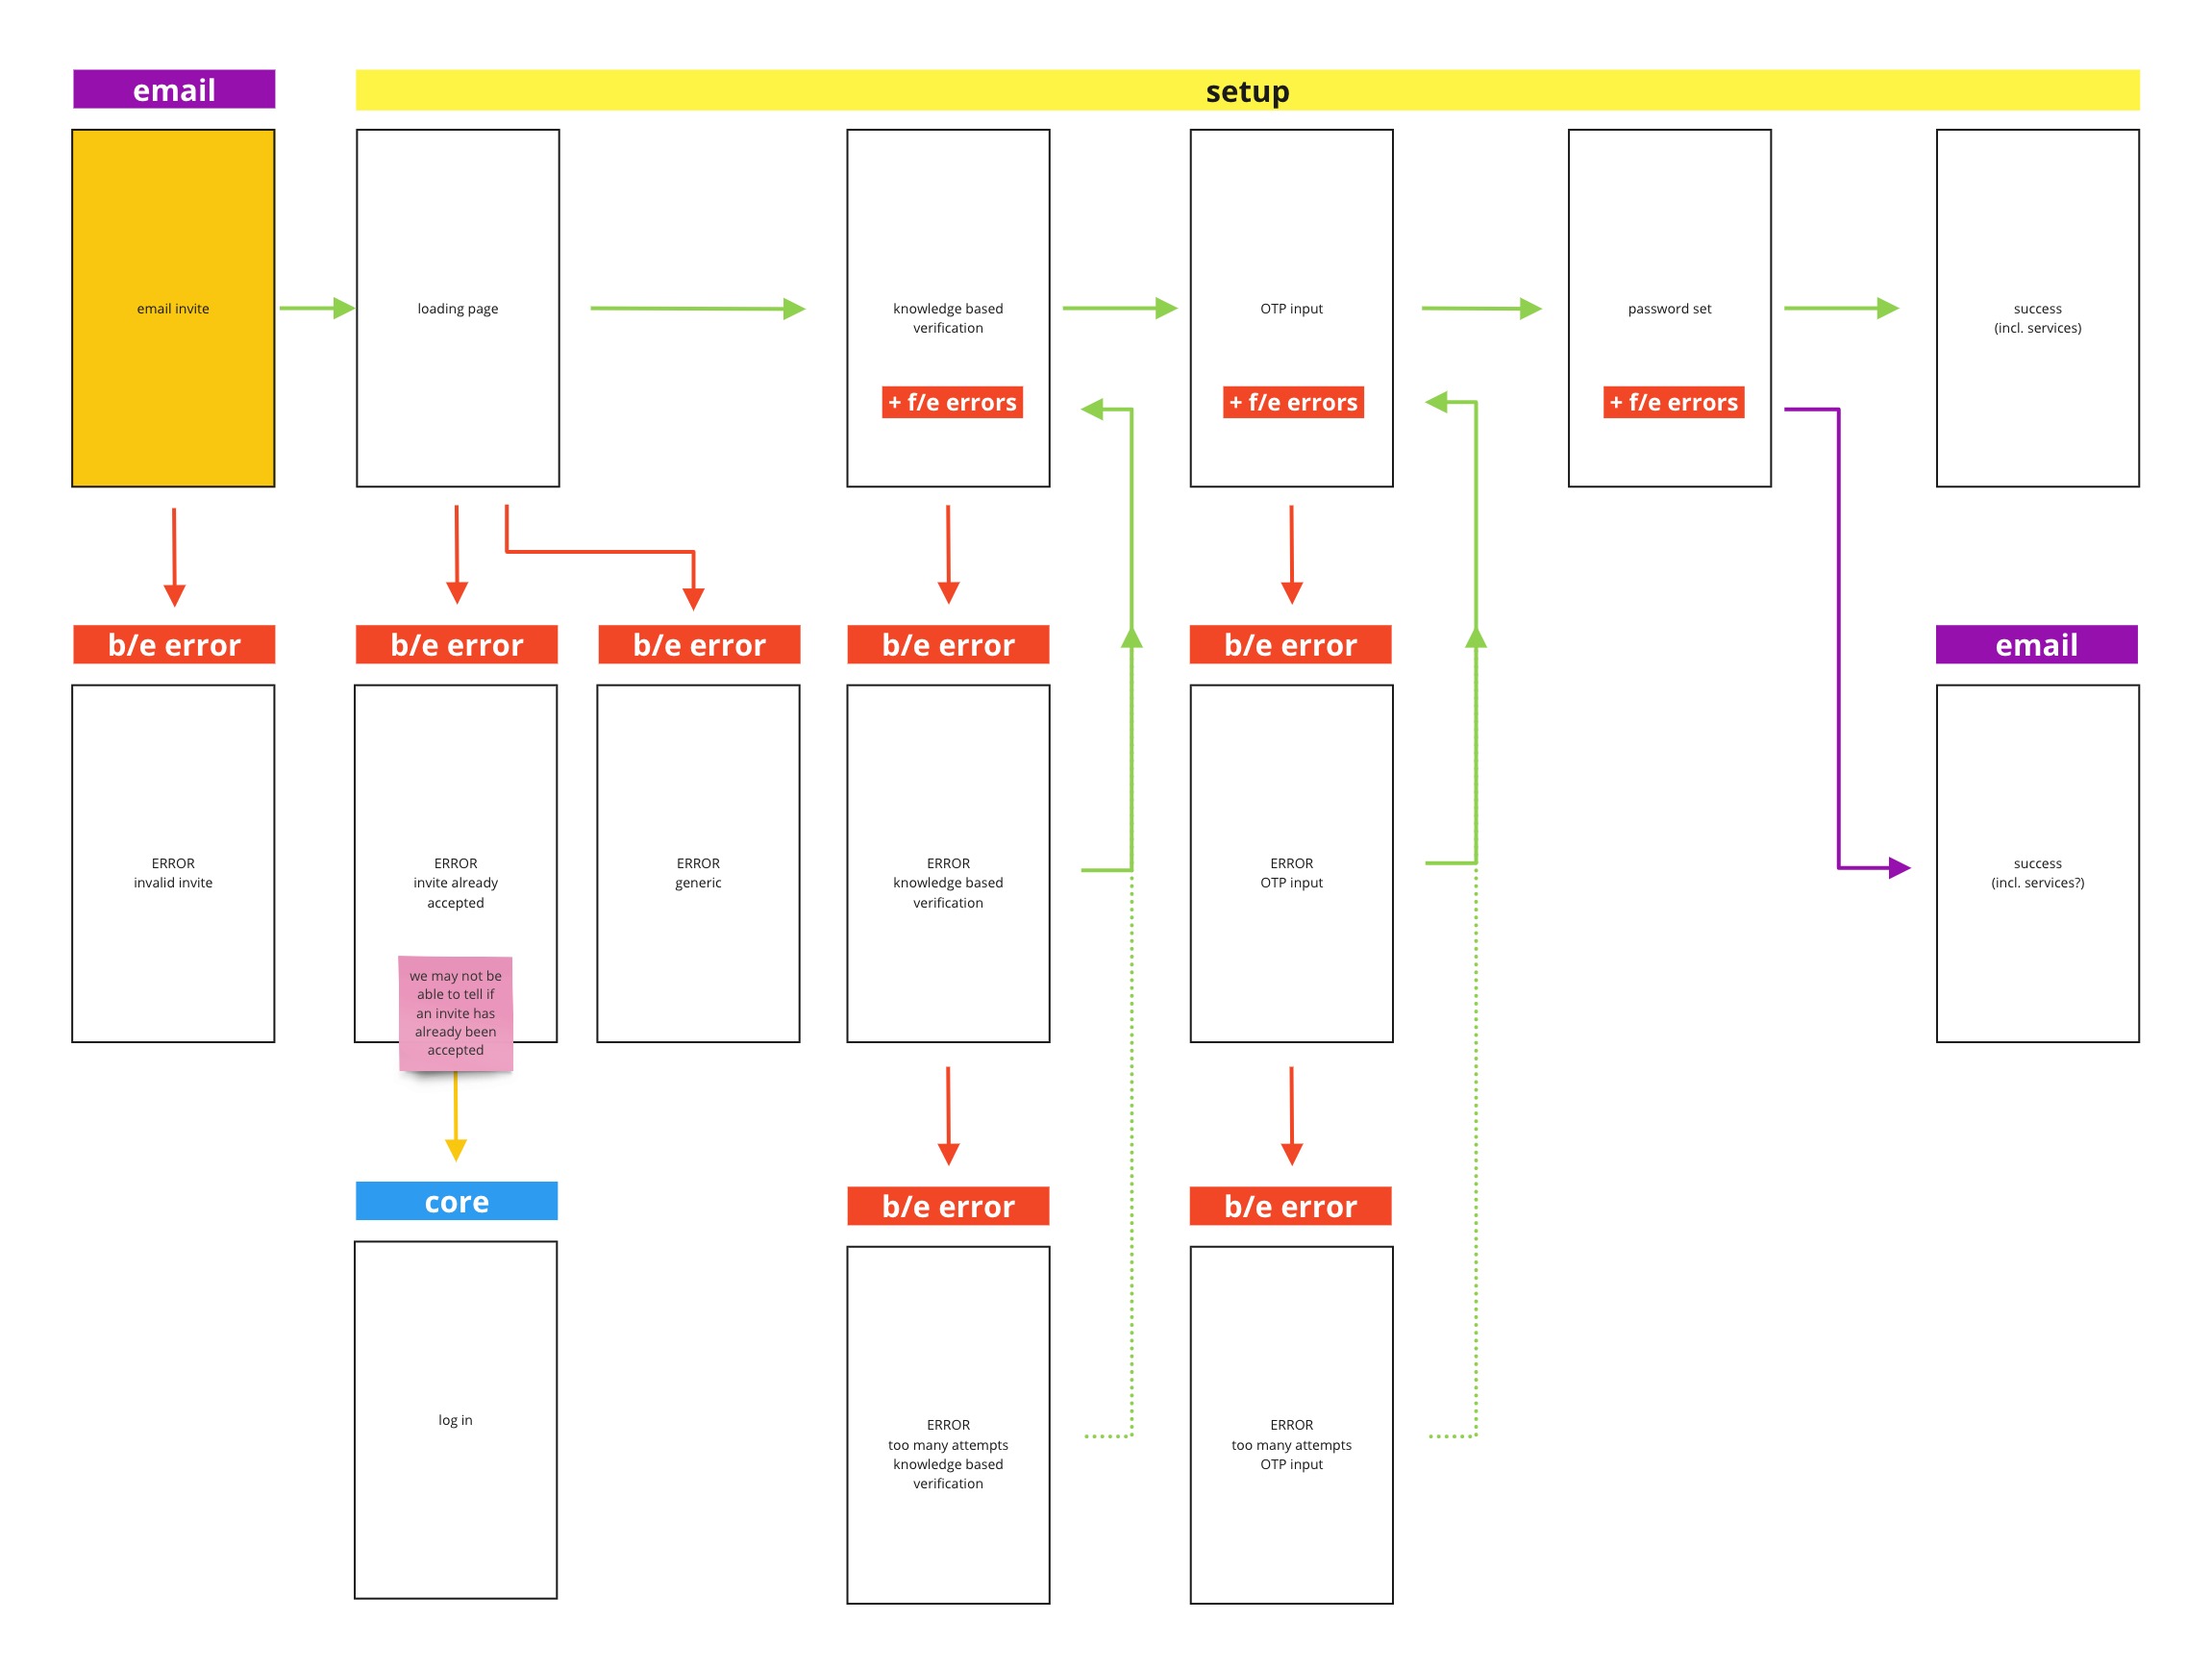 email
setup
email invite
loading page
knowledge based
verification
+ f/e errors
OTP input
+ f/e errors
password set
+ f/e errors
success
(incl. services)
b/e error
b/e error
b/e error
b/e error
b/e error
email
ERROR
invalid invite
ERROR
invite already
accepted
we may not be
able to tell if
an invite has
already been
accepted
ERROR
generic
ERROR
knowledge based
verification
ERROR
OTP input
success
(incl. services?)
core
b/e error
b/e error
log in
ERROR
too many attempts
knowledge based
verification
ERROR
too many attempts
OTP input